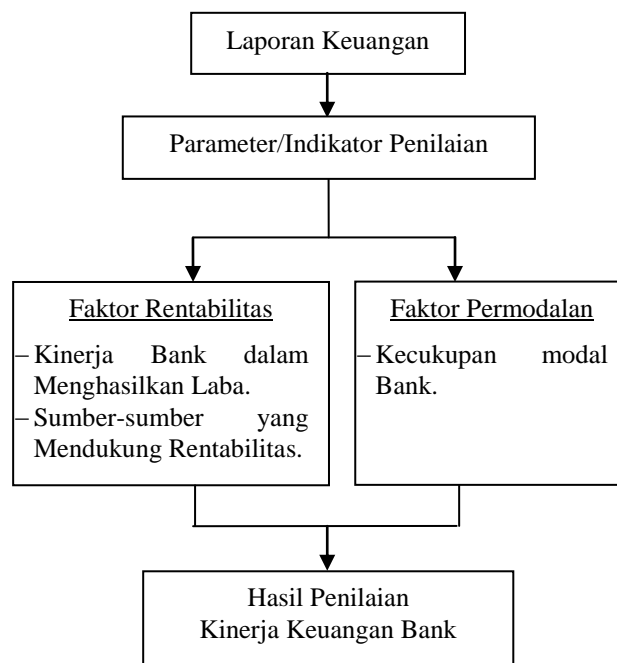 Laporan Keuangan
Parameter/Indikator Penilaian
Faktor Rentabilitas
– Kinerja Bank dalam
Menghasilkan Laba.
– Sumber-sumber yang
Mendukung Rentabilitas.
Faktor Permodalan
– Kecukupan modal
Bank.
Hasil Penilaian
Kinerja Keuangan Bank